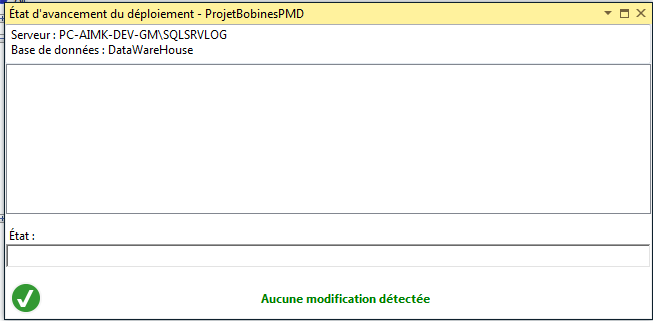 État d'avancement du déploiement - ProjetBobinesPMD
Serveur : PC-AIMK-DEV-GM\SQLSRVLOG
Base de données : DataWareHouse
État :
Aucune modification détectée